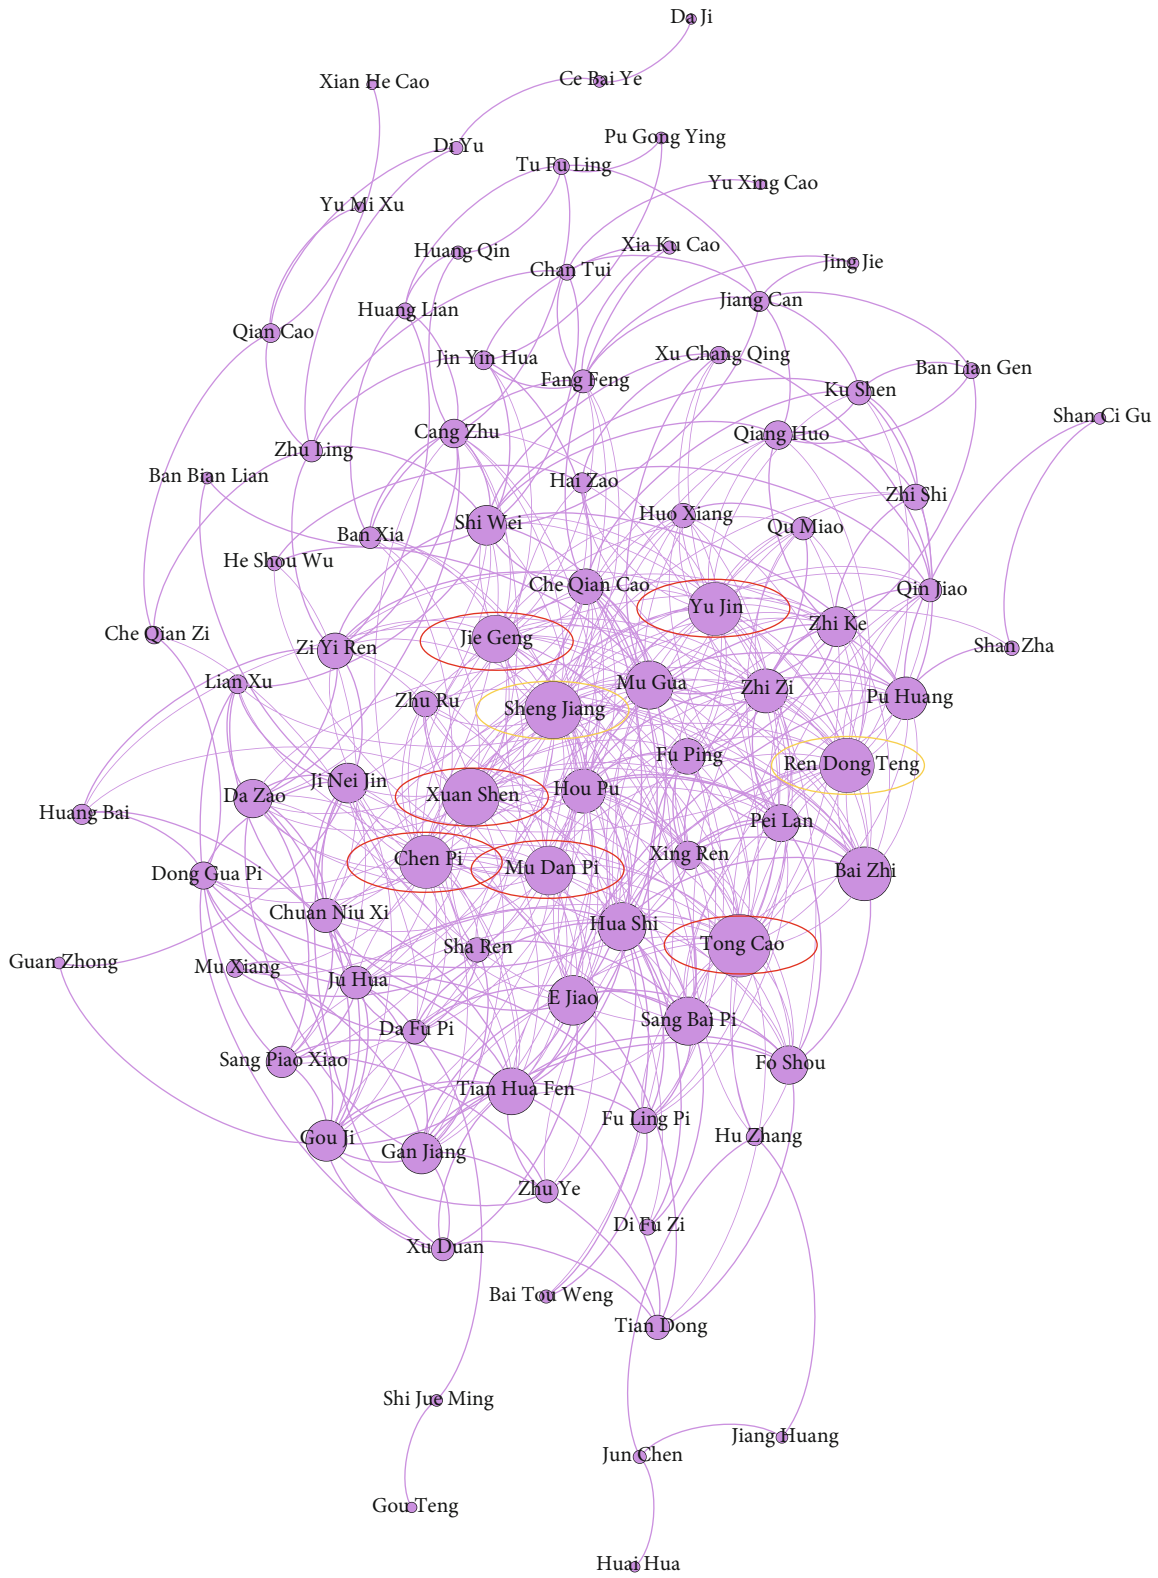 Da Ji
Ce Bai Ye
Xian He Cao
Pu Gong Ying
Di Yu
Tu Fu Ling
Yu Xing Cao
Yu Mi Xu
Xia Ku Cao
Huang Qin
Jing Jie
Chan Tui
Jiang Can
Huang Lian
Qian Cao
Xu Chang Qing
Jin Yin Hua
Ban Lian Gen
Fang Feng
Ku Shen
Shan Ci Gu
Cang Zhu
Qiang Huo
Zhu Ling
Ban Bian Lian
Hai Zao
Zhi Shi
Huo Xiang
Shi Wei
Qu Miao
Ban Xia
He Shou Wu
Che Qian Cao
Qin Jiao
Yu Jin
Zhi Ke
Che Qian Zi
Jie Geng
Zi Yi Ren
Shan Zha
Lian Xu
Mu Gua
Zhi Zi
Pu Huang
Zhu Ru
Sheng Jiang
Fu Ping
Ren Dong Teng
Ji Nei Jin
Hou Pu
Xuan Shen
Da Zao
Huang Bai
Pei Lan
Xing Ren
Chen Pi
Mu Dan Pi
Bai Zhi
Dong Gua Pi
Chuan Niu Xi
Hua Shi
Tong Cao
Sha Ren
Guan Zhong
Mu Xiang
Ju Hua
E Jiao
Sang Bai Pi
Da Fu Pi
Sang Piao Xiao
Fo Shou
Tian Hua Fen
Fu Ling Pi
Hu Zhang
Gou Ji
Gan Jiang
Zhu Ye
Di Fu Zi
Xu Duan
Bai Tou Weng
Tian Dong
Shi Jue Ming
Jiang Huang
Jun Chen
Gou Teng
Huai Hua